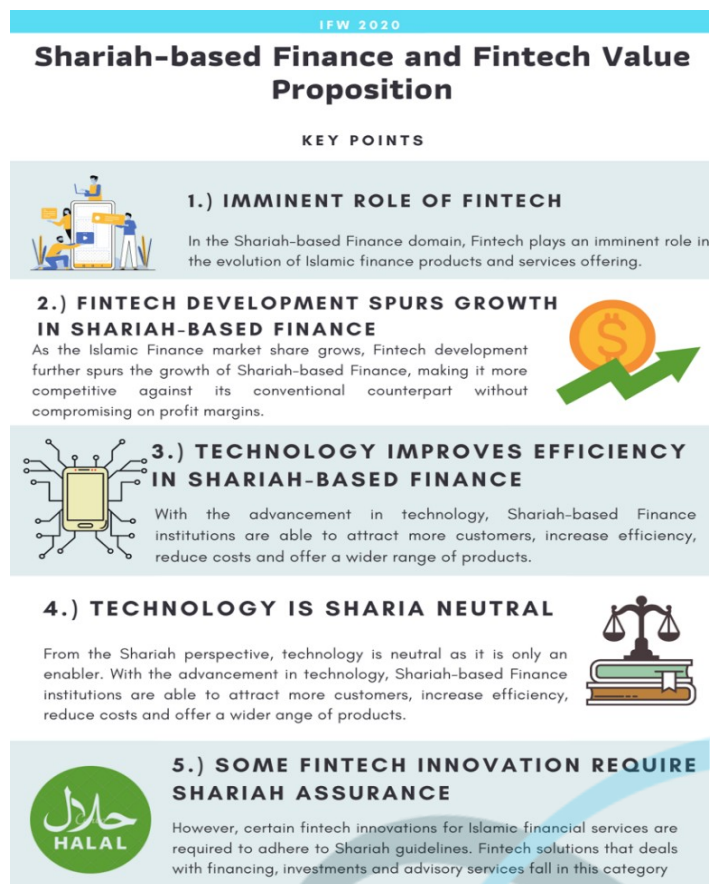 IFW 2020
Shariah-based Finance and Fintech Value
Proposition
KEY POINTS
1.) IMMINENT ROLE OF FINTECH
In the Shariah-based Finance domain, Fintech plays an imminent role in
the evolution of Islamic finance products and services offering.
2.) FINTECH DEVELOPMENT SPURS GROWTH
IN SHARIAH-BASED FINANCE
As the Islamic Finance market share grows, Fintech development
further spurs the growth of Shariah-based Finance, making it more
competitive against its conventional counterpart without
compromising on profit margins.
3.) TECHNOLOGY IMPROVES EFFICIENCY
IN SHARIAH-BASED FINANCE
With the advancement in technology, Shariah-based Finance
institutions are able to attract more customers, increase efficiency,
reduce costs and offer a wider range of products.
4.) TECHNOLOGY IS SHARIA NEUTRAL
From the Shariah perspective, technology is neutral as it is only an
enabler. With the advancement in technology, Shariah-based Finance
institutions are able to attract more customers, increase efficiency,
reduce costs and offer a wider ange of products.
5.) SOME FINTECH INNOVATION REQUIRE
SHARIAH ASSURANCE
حلال
HALAL
However, certain fintech innovations for Islamic financial services are
required to adhere to Shariah guidelines. Fintech solutions that deals
with financing, investments and advisory services fall in this category